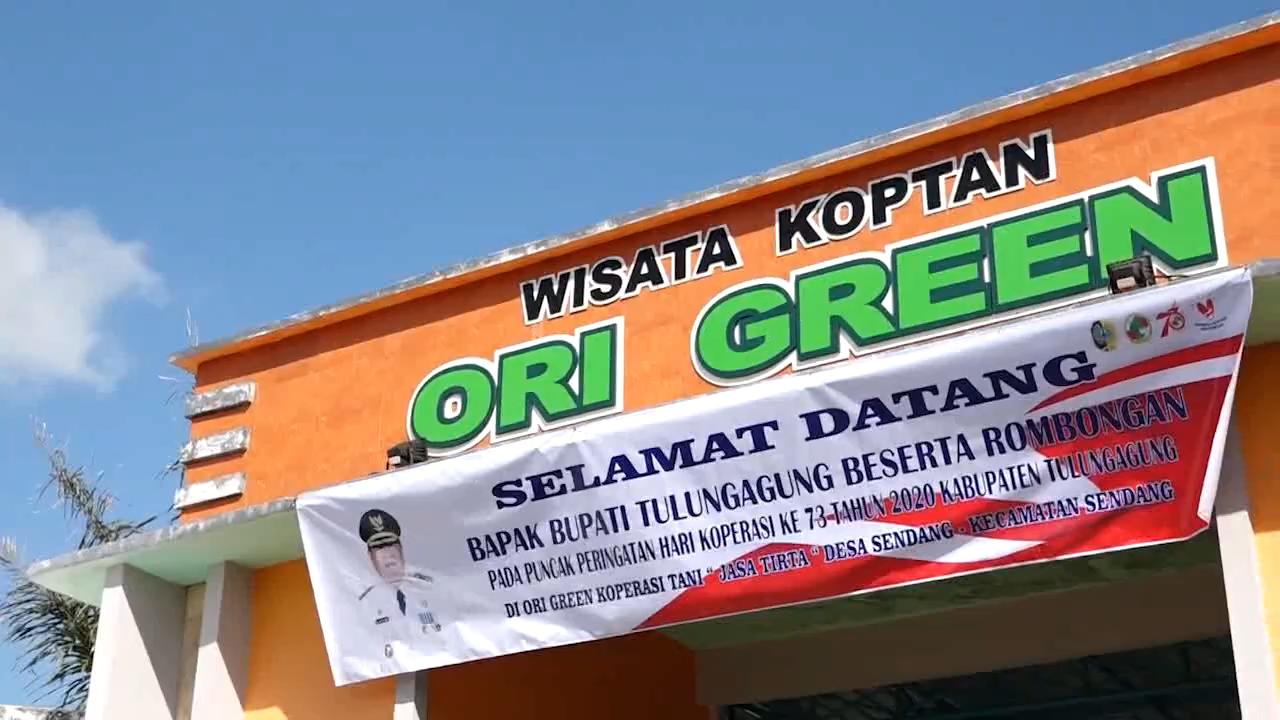 WISATA KOPTAN
ORI GREEN
SELAMAT DATANG
BAPAK BUPATI TULUNGAGUNG BESERTA ROMBONGAN
PADA PUNCAK PERINGATAN HARI KOPERASI KE 73 TAHUN 2020 KABUPATEN TULUNGAGUNG
DI ORI GREEN KOPERASI TANI " JASA TIRTA " DESA SENDANG - KECAMATAN SENDANG